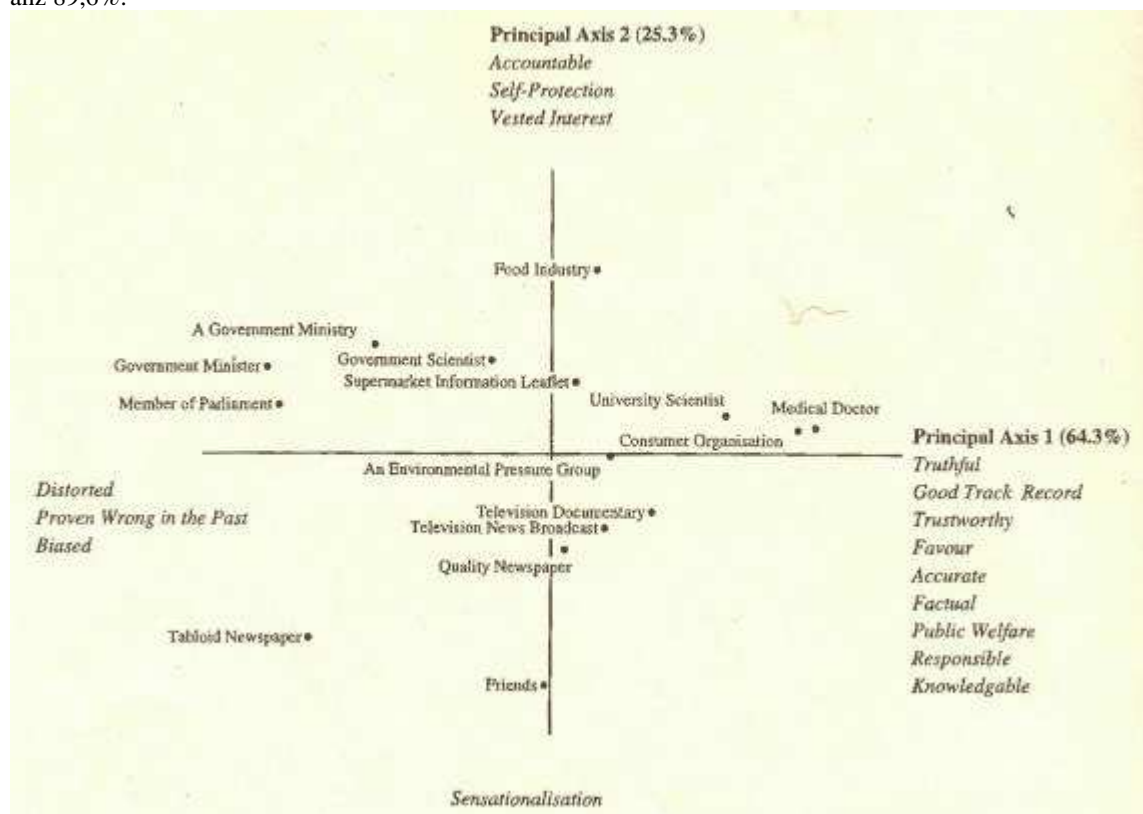 anz 89,6%.
Principal Axis 2 (25.3%)
Accountable
Self-Protection
Vested Interest
Food Industry
A Government Ministry
Government Minister
Government Scientist
Supermarket Information Leaflet
Member of Parliament
University Scientist
Medical Doctor
Consumer Organisation
Principal Axis 1 (64.3%)
An Environmental Pressure Group
Truthful
Good Track Record
Trustworthy
Favour
Accurate
Factual
Public Welfare
Responsible
Knowledgable
Distorted
Proven Wrong in the Past
Biased
Television Documentary
Television News Broadcast
Quality Newspaper
Tabloid Newspaper
Friends
Sensationalisation